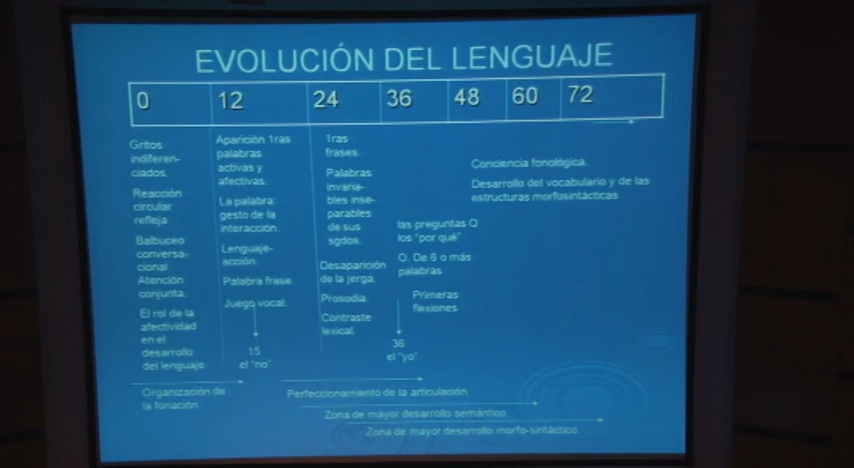 EVOLUCIÓN DEL LENGUAJE
0 12 24 36 48 60 72
Gritos
indiferen-
ciados.
Reacción
circular
refleja
Balbuceo
conversa-
cional
Atención
conjunta.
El rol de la
afectividad
en el
desarrollo
del lenguaje
Aparición 1ras
palabras
activas y
afectivas.
La palabra:
gesto de la
interacción.
Lenguaje-
acción.
Palabra frase.
Juego vocal.
15
el "no"
1ras
frases.
Palabras
invaria-
bles inse-
parables
de sus
sgdos.
Desaparición
de la jerga.
Prosodia.
Contraste
lexical.
las preguntas Q
los "por qué"
O. De 6 o más
palabras
Primeras
flexiones
36
el "yo"
Conciencia fonológica.
Desarrollo del vocabulario y de las
estructuras morfosintácticas
Organización de
la fonación
Perfeccionamiento de la articulación.
Zona de mayor desarrollo semántico
Zona de mayor desarrollo morfo-sintáctico.